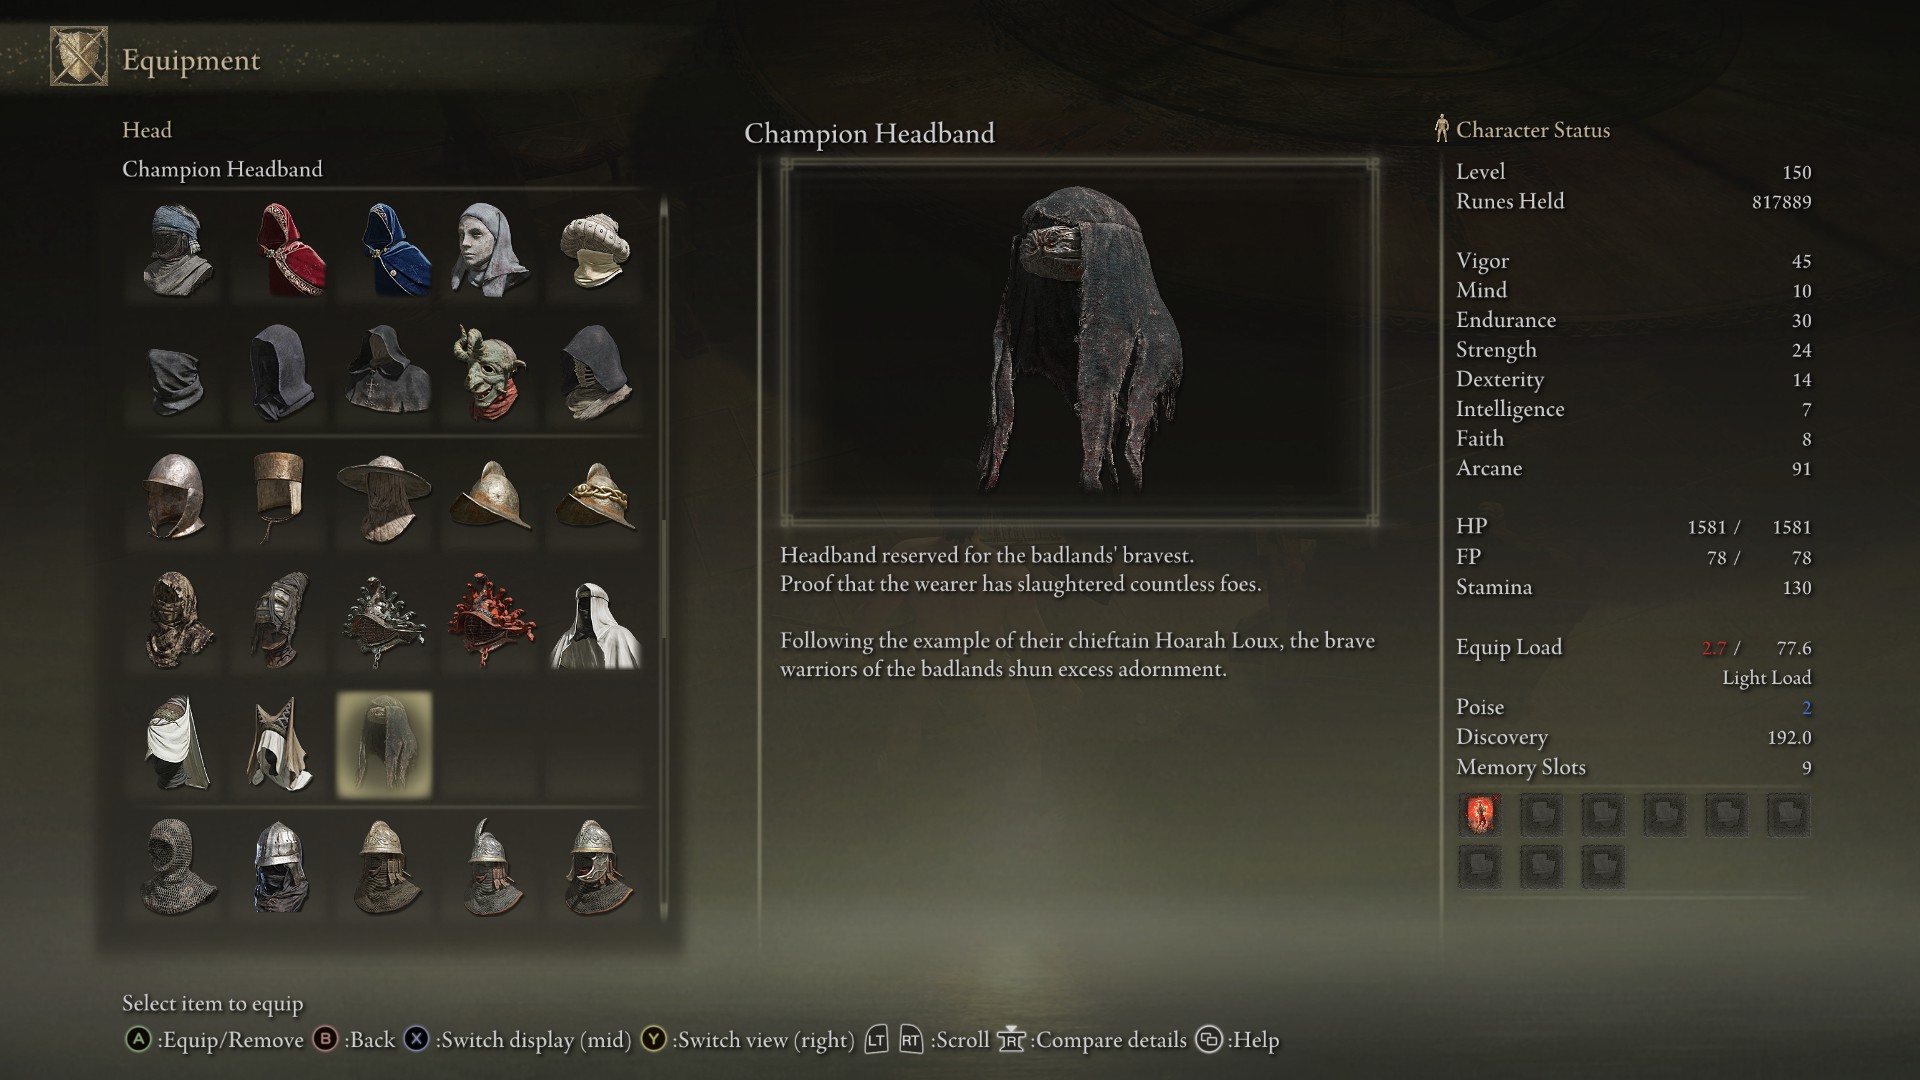 Equipment
Head
Champion Headband
Champion Headband
Headband reserved for the badlands' bravest.
Proof that the wearer has slaughtered countless foes.
Following the example of their chieftain Hoarah Loux, the brave
warriors of the badlands shun excess adornment.
Character Status
Level 150
Runes Held 817889
Vigor 45
Mind 10
Endurance 30
Strength 24
Dexterity 14
Intelligence 7
Faith 8
Arcane 91
HP 1581 / 1581
FP 78 / 78
Stamina 130
Equip Load 2.7 / 77.6
Light Load
Poise 2
Discovery 192.0
Memory Slots 9
Select item to equip
A :Equip/Remove B :Back X :Switch display (mid) Y :Switch view (right) LT RT :Scroll R :Compare details :Help